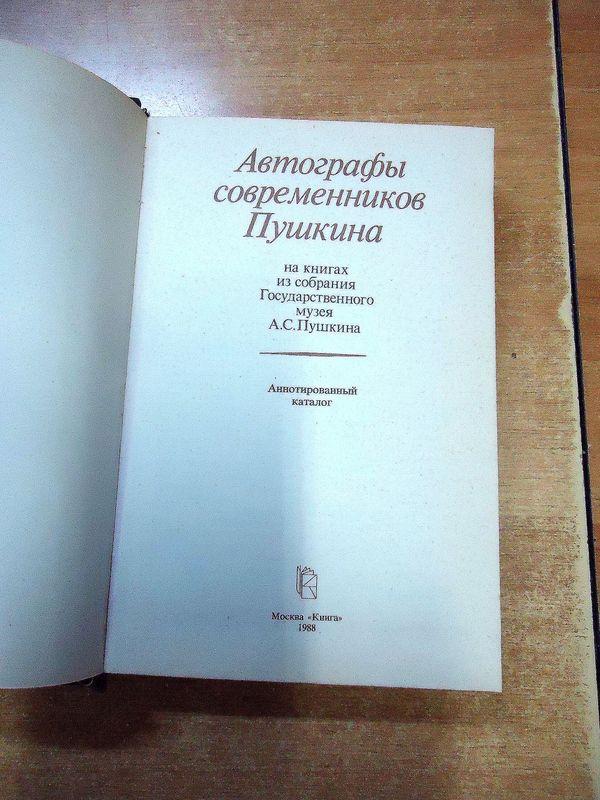 Автографы
современников
Пушкина
на книгах
из собрания
Государственного
музея
А.С.Пушкина
Аннотированный
каталог
Москва «Книга»
1988